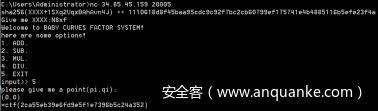 C:\Users\Administrator>nc 34.85.45.159 20005
sha256(XXXX+1SXq2UqxBAhAvn4J) == 1110618d0f45baa95cdc9c92f7bc2cb60799ef175741e4b4885116b5efe23f4a
Give me XXXX:N8xf
Welcome to BABY CURVES FACTOR SYSTEM!
here are some options!
1. ADD.
2. SUB.
3. MUL.
4. DIV.
5. EXIT
input>> 5
please give me a point(pi,qi):
(0,0)
*ctf{2ca55eb39e6fd9e5f1e7396b5c24a352}
安全客（www.anquanke.com）